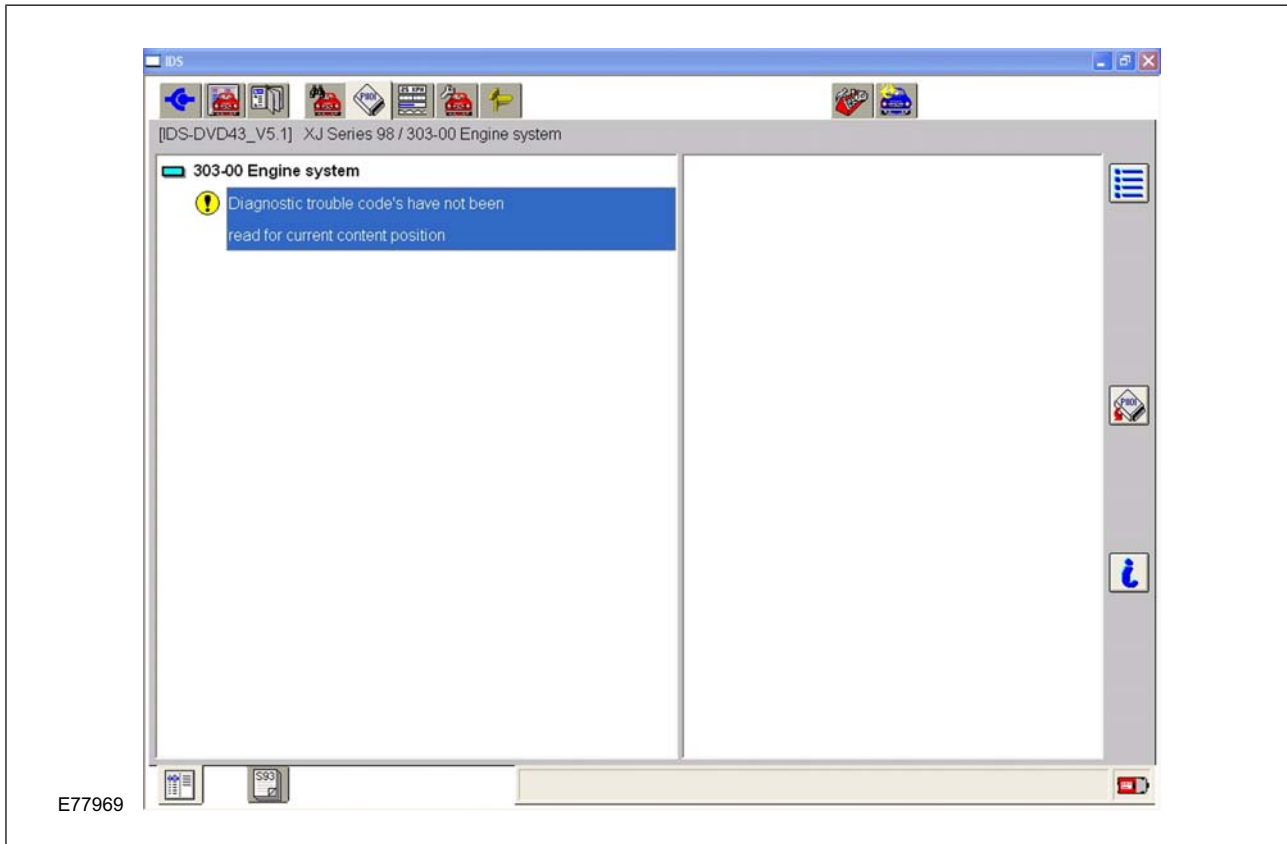 IDS
[IDS-DVD43_V5.1] XJ Series 98 / 303-00 Engine system
303-00 Engine system
Diagnostic trouble code's have not been
read for current content position
S93
E77969